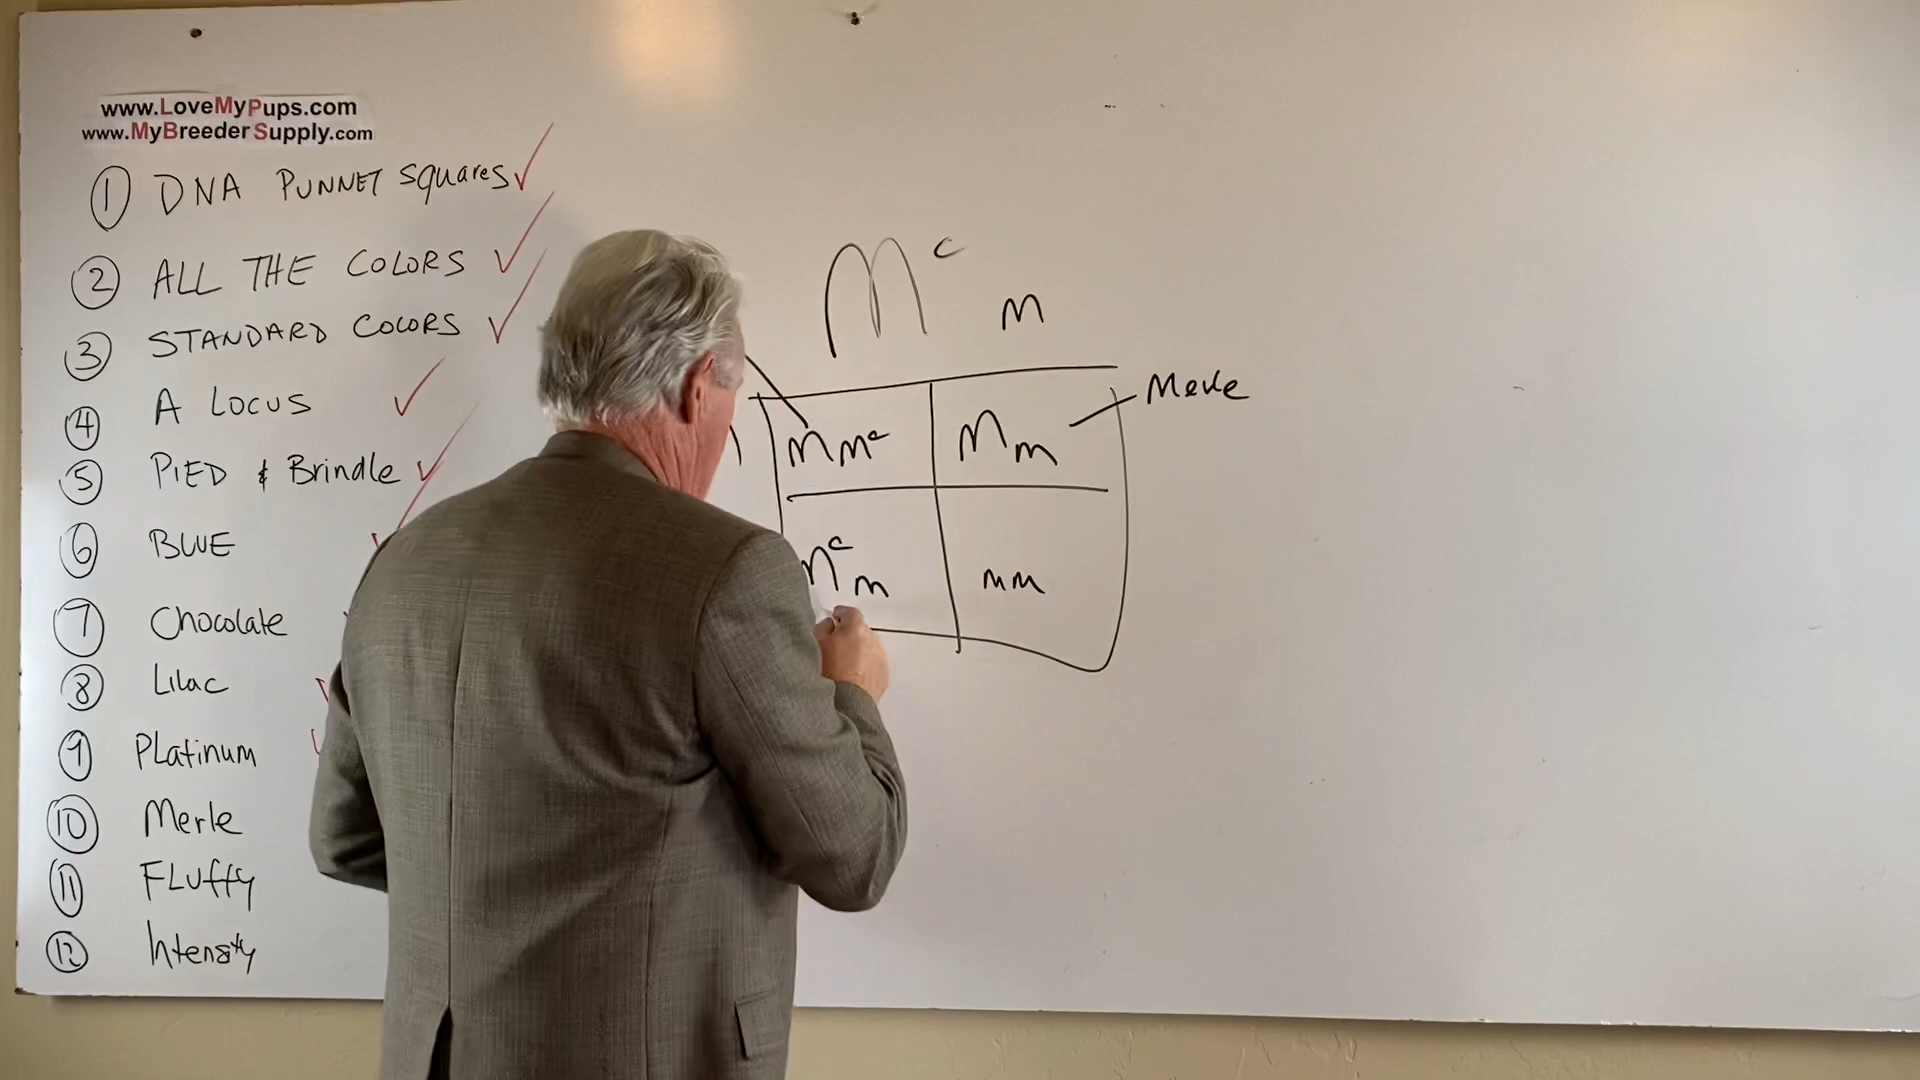 www.LoveMyPups.com
www.MyBreederSupply.com
1 DNA PUNNET SQUARES
2 ALL THE COLORS
3 STANDARD COLORS
4 A LOCUS
5 PIED & Brindle
6 BLUE
7 Chocolate
8 Lilac
9 Platinum
10 Merle
11 FLuffy
12 Intensty
M^c m
M m^c M m Merle
M^c m mm